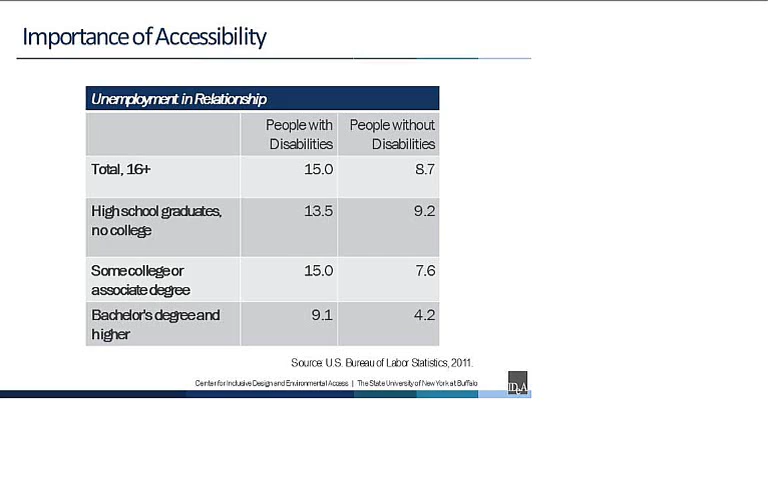 Importance of Accessibility
Unemployment in Relationship
People with People without
Disabilities Disabilities
Total, 16+ 15.0 8.7
High school graduates, 13.5 9.2
no college
Some college or 15.0 7.6
associate degree
Bachelor's degree and 9.1 4.2
higher
Source: U.S. Bureau of Labor Statistics, 2011.
Center for Inclusive Design and Environmental Access | The State University of New York at Buffalo
IDeA